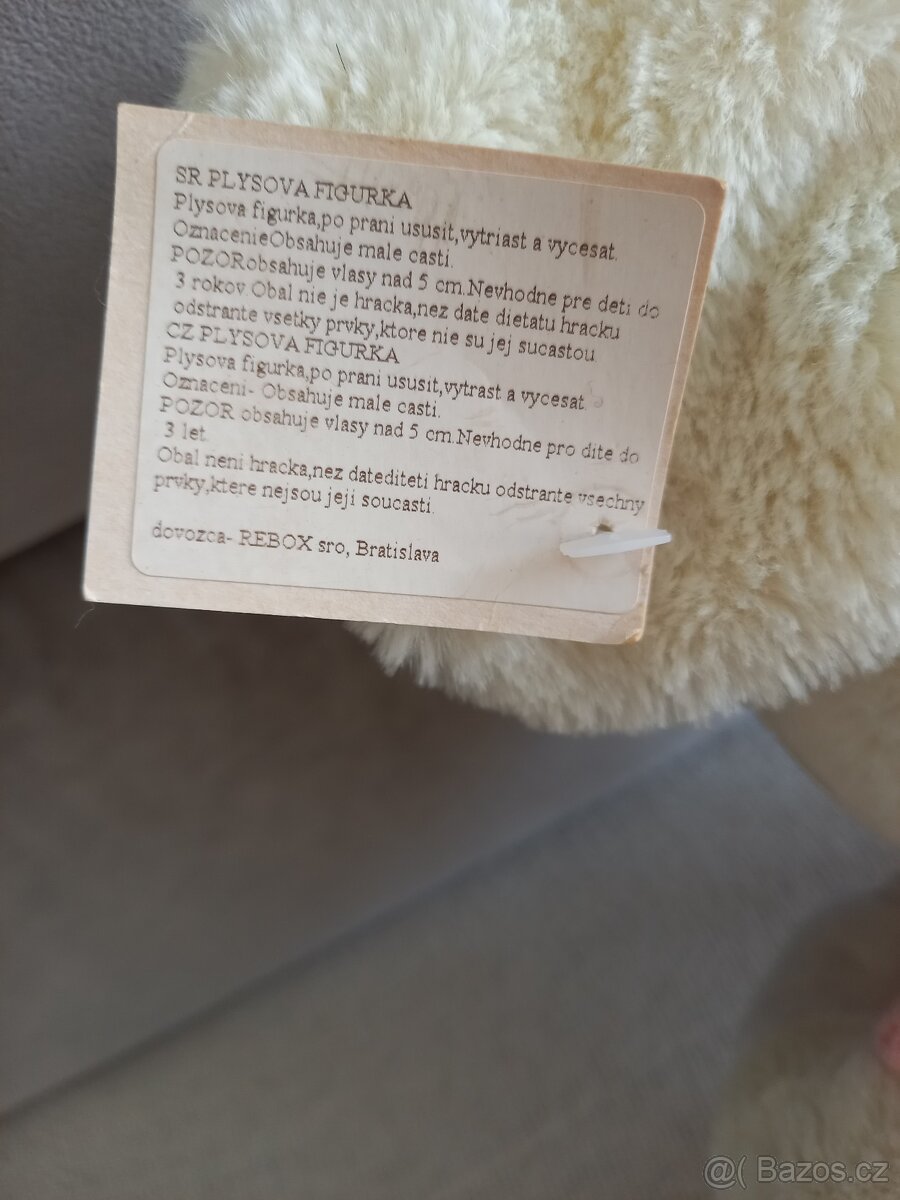 SR PLYSOVA FIGURKA
Plysova figurka,po prani ususit,vytriast a vycesat.
OznacenieObsahuje male casti.
POZORobsahuje vlasy nad 5 cm.Nevhodne pre deti do
3 rokov.Obal nie je hracka,nez date dietatu hracku
odstrante vsetky prvky,ktore nie su jej sucastou
CZ PLYSOVA FIGURKA
Plysova figurka,po prani ususit,vytrast a vycesat.
Oznaceni- Obsahuje male casti.
POZOR obsahuje vlasy nad 5 cm.Nevhodne pro dite do
3 let.
Obal neni hracka,nez datediteti hracku odstrante vsechny
prvky,ktere nejsou její soucasti.
dovozca- REBOX sro, Bratislava
@( Bazos.cz